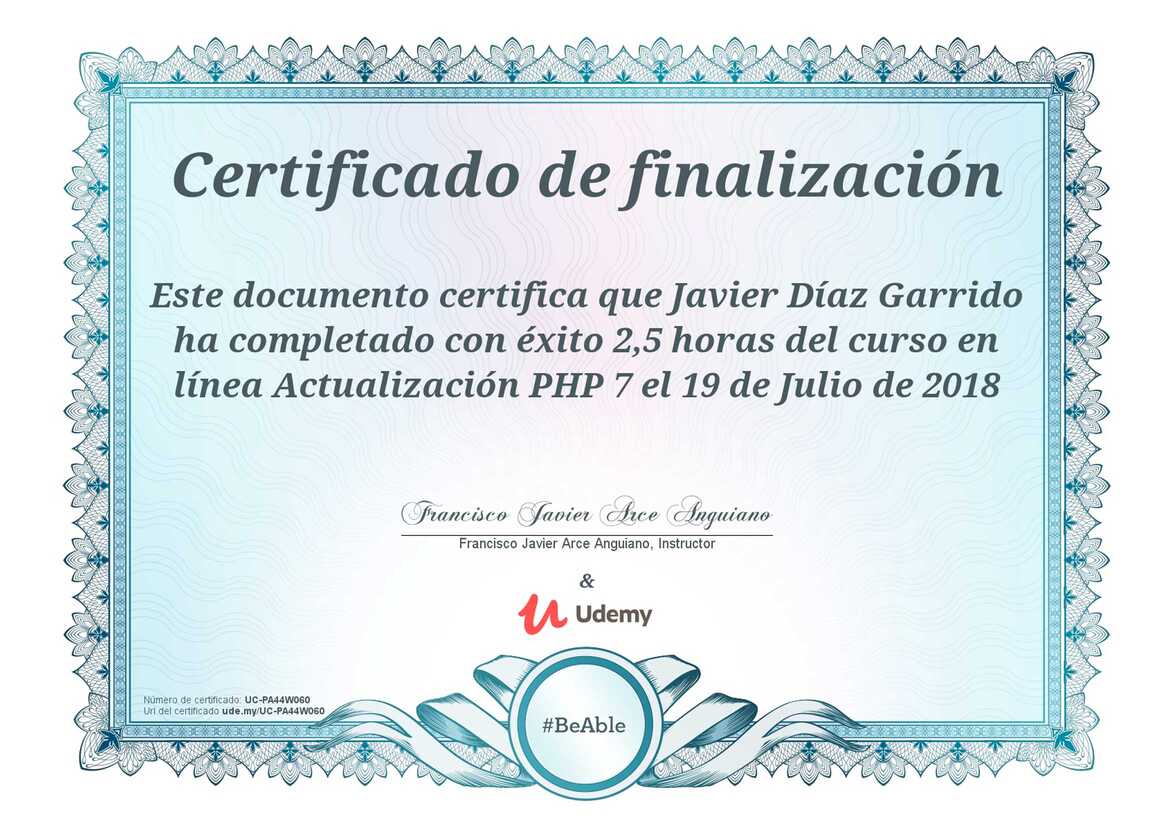 Certificado de finalización
Este documento certifica que Javier Díaz Garrido
ha completado con éxito 2,5 horas del curso en
línea Actualización PHP 7 el 19 de Julio de 2018
Francisco Javier Arce Anguiano
Francisco Javier Arce Anguiano, Instructor
&
Udemy
#BeAble
Número de certificado: UC-PA44W060
Url del certificado ude.my/UC-PA44W060